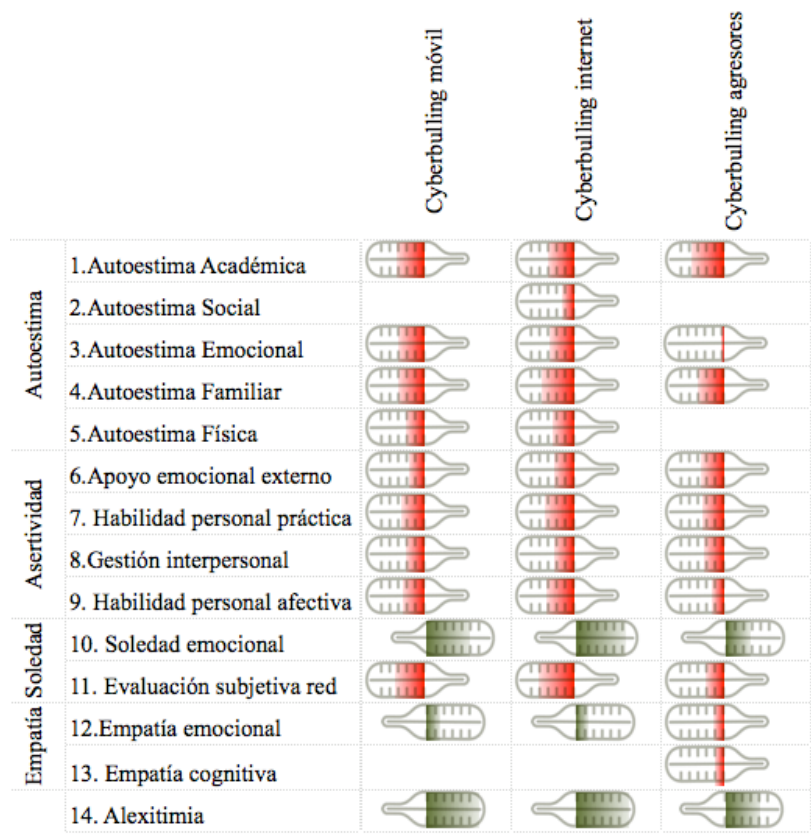 Cyberbulling móvil
Cyberbulling internet
Cyberbulling agresores
Autoestima
1.Autoestima Académica
2.Autoestima Social
3.Autoestima Emocional
4.Autoestima Familiar
5.Autoestima Física
Asertividad
6.Apoyo emocional externo
7. Habilidad personal práctica
8.Gestión interpersonal
9. Habilidad personal afectiva
Soledad
10. Soledad emocional
11. Evaluación subjetiva red
Empatía
12.Empatía emocional
13. Empatía cognitiva
14. Alexitimia